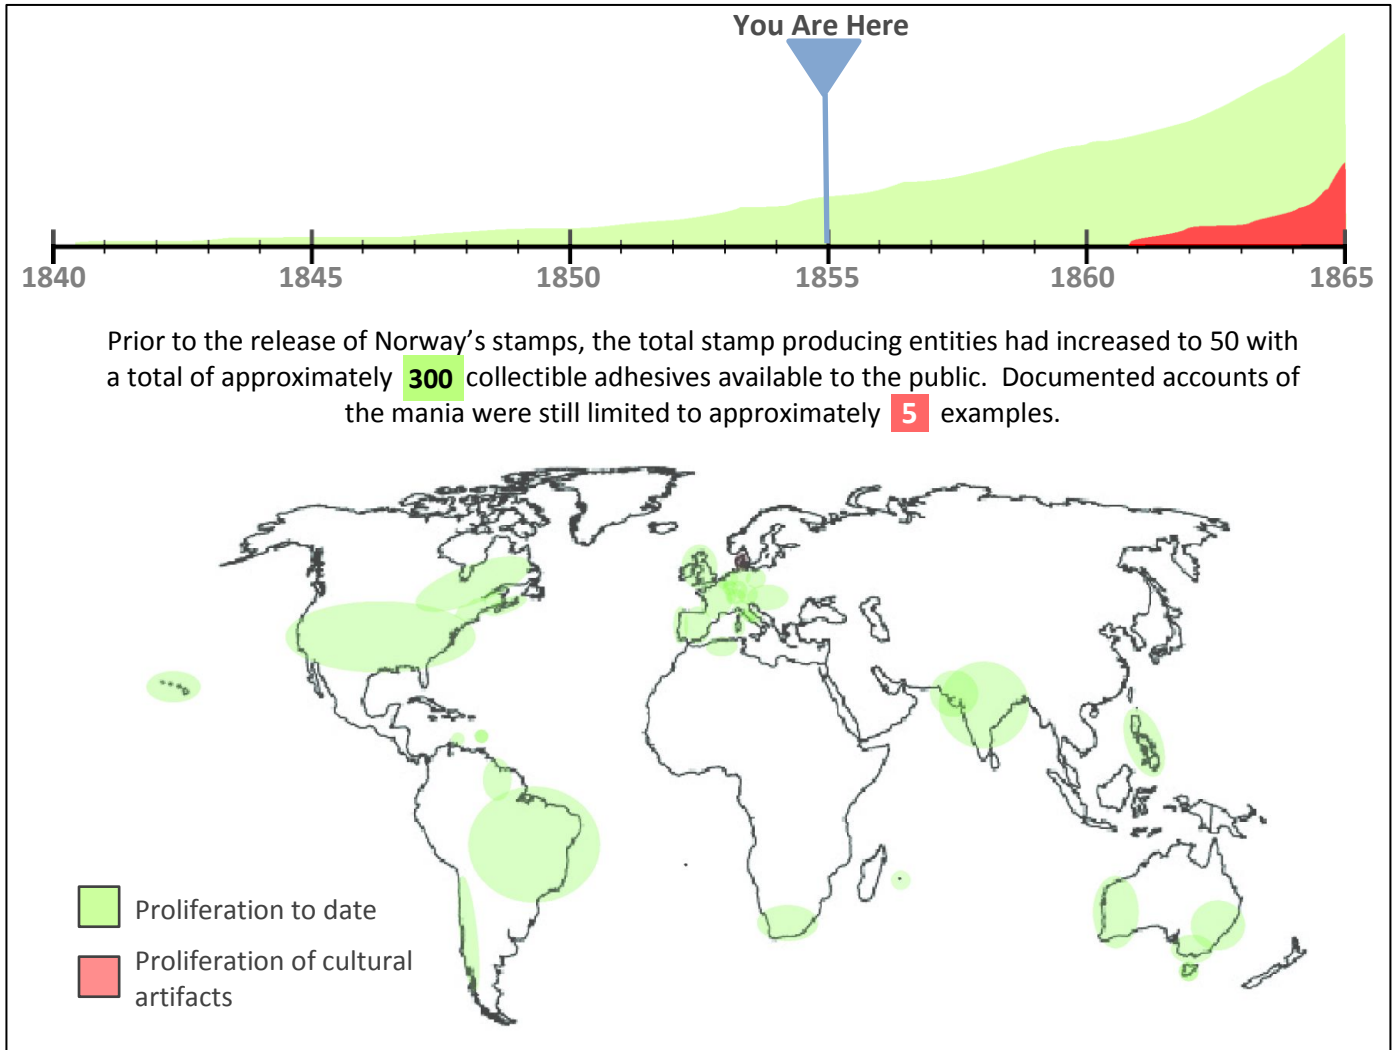 You Are Here
1840 1845 1850 1855 1860 1865
Prior to the release of Norway’s stamps, the total stamp producing entities had increased to 50 with
a total of approximately 300 collectible adhesives available to the public. Documented accounts of
the mania were still limited to approximately 5 examples.
Proliferation to date
Proliferation of cultural
artifacts